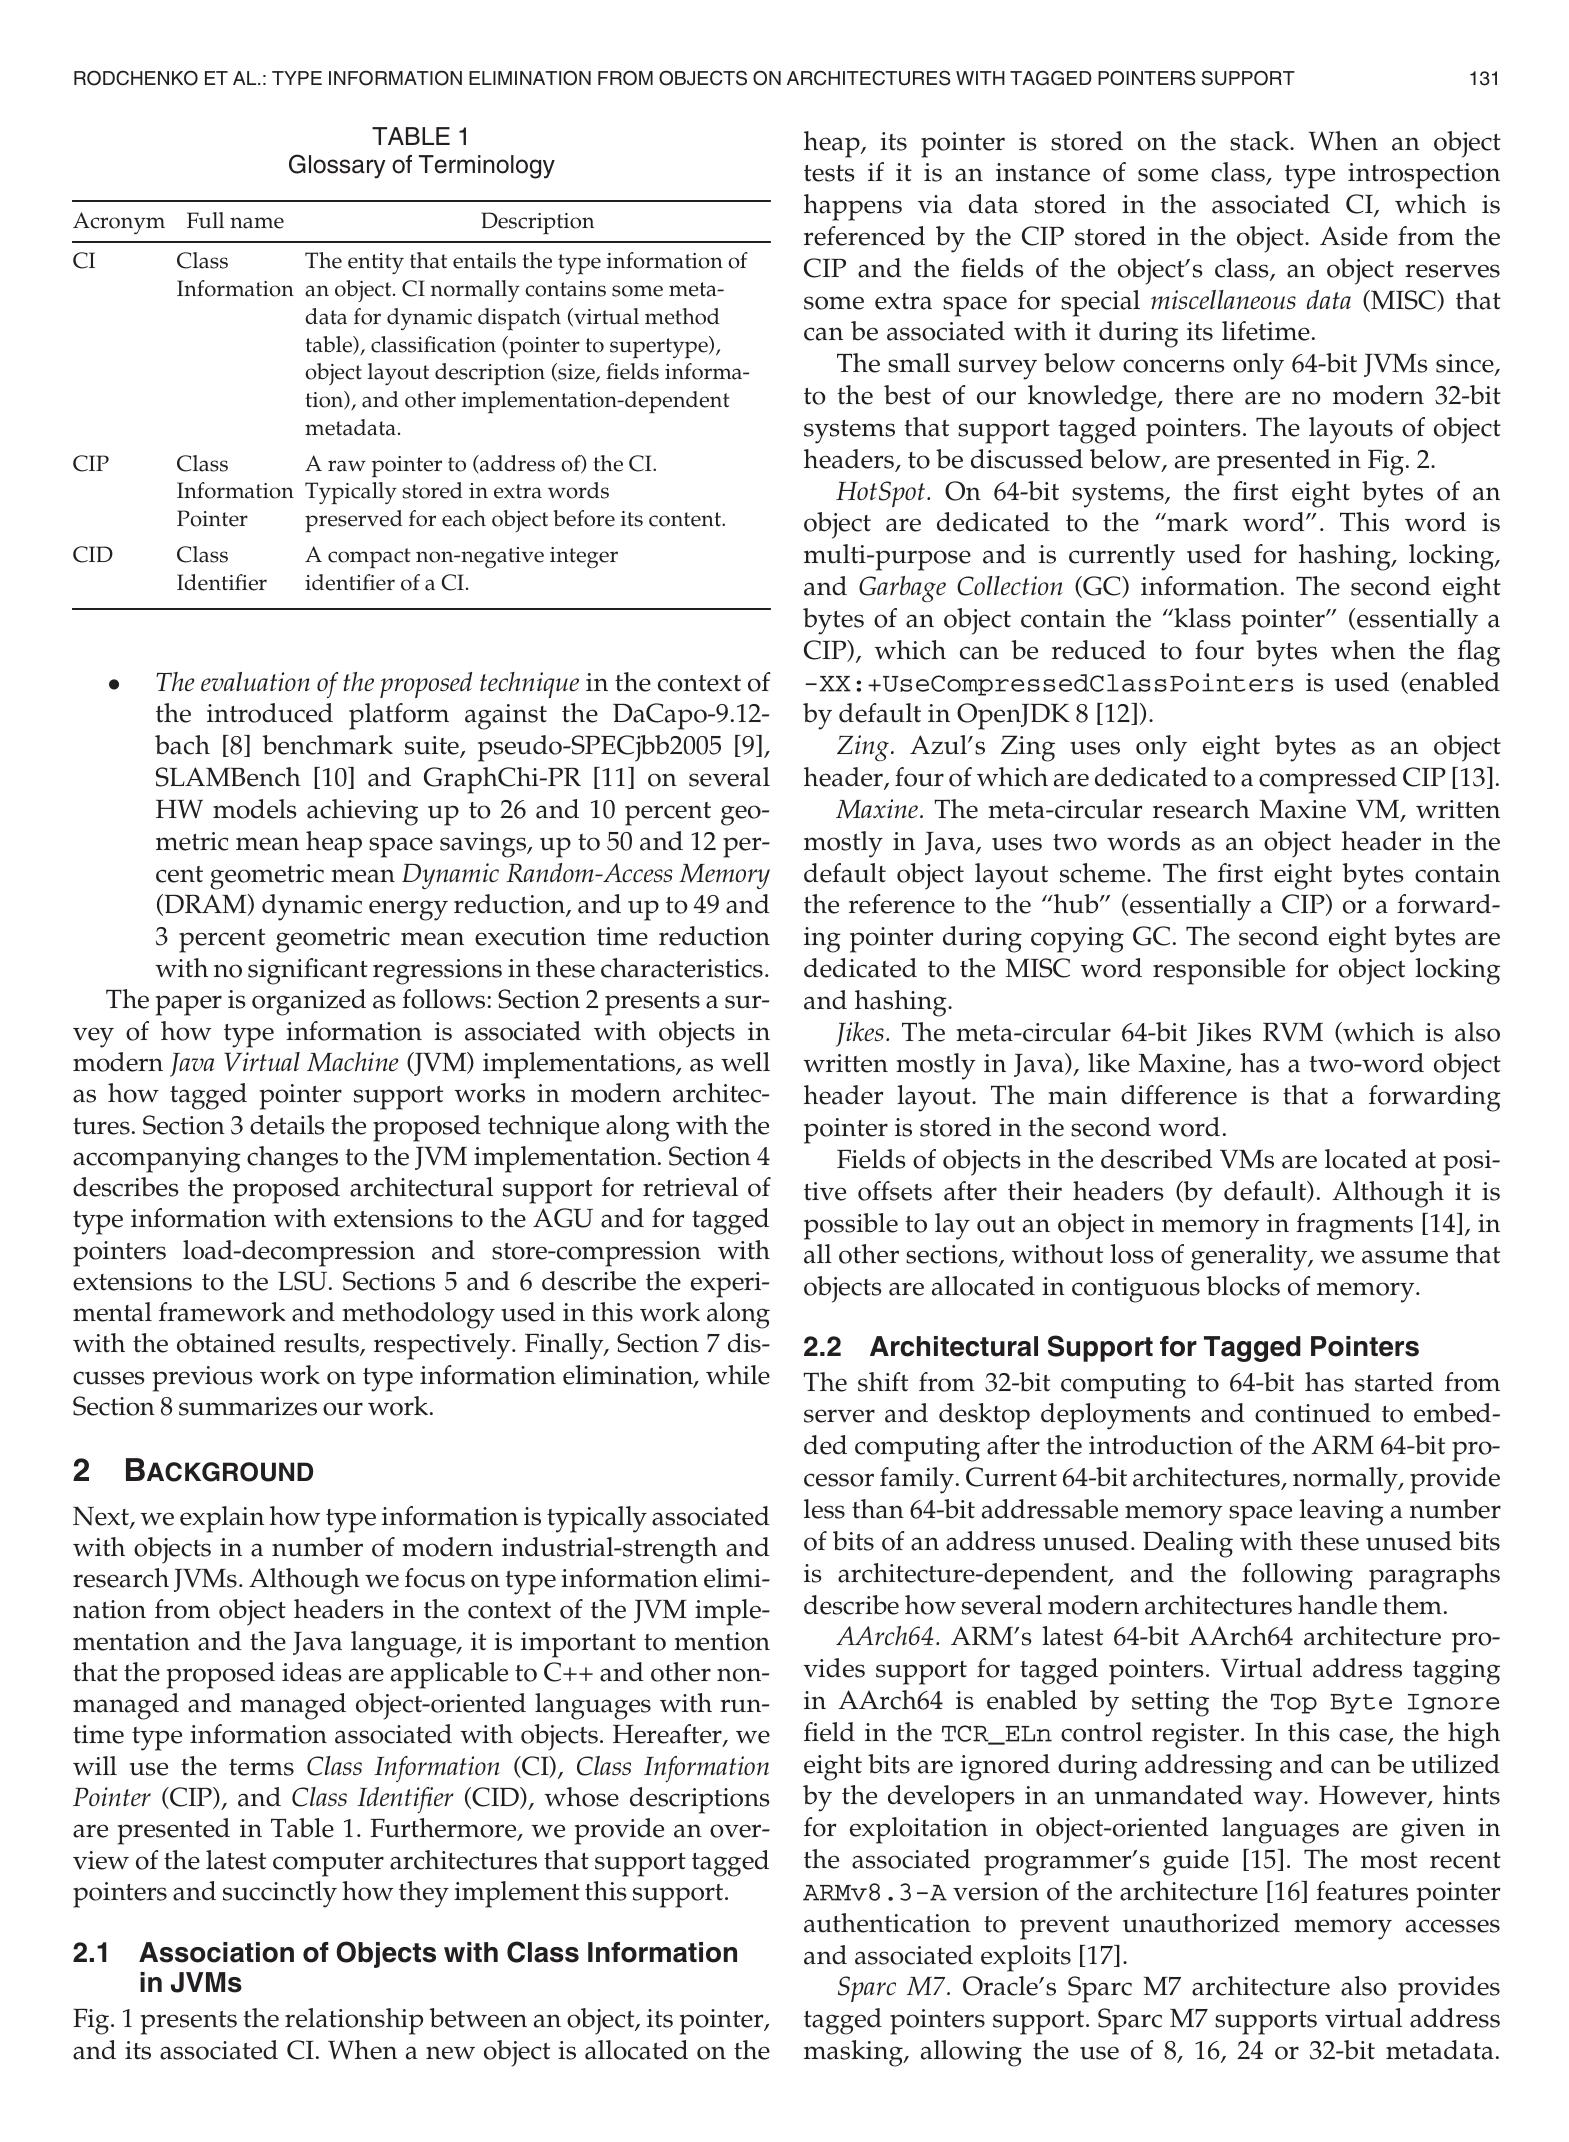 RODCHENKO ET AL.: TYPE INFORMATION ELIMINATION FROM OBJECTS ON ARCHITECTURES WITH TAGGED POINTERS SUPPORT 131
TABLE 1
Glossary of Terminology
Acronym Full name Description
CI Class The entity that entails the type information of
Information an object. CI normally contains some meta-
data for dynamic dispatch (virtual method
table), classification (pointer to supertype),
object layout description (size, fields informa-
tion), and other implementation-dependent
metadata.
CIP Class A raw pointer to (address of) the CI.
Information Typically stored in extra words
Pointer preserved for each object before its content.
CID Class A compact non-negative integer
Identifier identifier of a CI.
• The evaluation of the proposed technique in the context of
the introduced platform against the DaCapo-9.12-
bach [8] benchmark suite, pseudo-SPECjbb2005 [9],
SLAMBench [10] and GraphChi-PR [11] on several
HW models achieving up to 26 and 10 percent geo-
metric mean heap space savings, up to 50 and 12 per-
cent geometric mean Dynamic Random-Access Memory
(DRAM) dynamic energy reduction, and up to 49 and
3 percent geometric mean execution time reduction
with no significant regressions in these characteristics.
The paper is organized as follows: Section 2 presents a sur-
vey of how type information is associated with objects in
modern Java Virtual Machine (JVM) implementations, as well
as how tagged pointer support works in modern architec-
tures. Section 3 details the proposed technique along with the
accompanying changes to the JVM implementation. Section 4
describes the proposed architectural support for retrieval of
type information with extensions to the AGU and for tagged
pointers load-decompression and store-compression with
extensions to the LSU. Sections 5 and 6 describe the experi-
mental framework and methodology used in this work along
with the obtained results, respectively. Finally, Section 7 dis-
cusses previous work on type information elimination, while
Section 8 summarizes our work.
2 BACKGROUND
Next, we explain how type information is typically associated
with objects in a number of modern industrial-strength and
research JVMs. Although we focus on type information elimi-
nation from object headers in the context of the JVM imple-
mentation and the Java language, it is important to mention
that the proposed ideas are applicable to C++ and other non-
managed and managed object-oriented languages with run-
time type information associated with objects. Hereafter, we
will use the terms Class Information (CI), Class Information
Pointer (CIP), and Class Identifier (CID), whose descriptions
are presented in Table 1. Furthermore, we provide an over-
view of the latest computer architectures that support tagged
pointers and succinctly how they implement this support.
2.1 Association of Objects with Class Information
in JVMs
Fig. 1 presents the relationship between an object, its pointer,
and its associated CI. When a new object is allocated on the
heap, its pointer is stored on the stack. When an object
tests if it is an instance of some class, type introspection
happens via data stored in the associated CI, which is
referenced by the CIP stored in the object. Aside from the
CIP and the fields of the object's class, an object reserves
some extra space for special miscellaneous data (MISC) that
can be associated with it during its lifetime.
The small survey below concerns only 64-bit JVMs since,
to the best of our knowledge, there are no modern 32-bit
systems that support tagged pointers. The layouts of object
headers, to be discussed below, are presented in Fig. 2.
HotSpot. On 64-bit systems, the first eight bytes of an
object are dedicated to the “mark word”. This word is
multi-purpose and is currently used for hashing, locking,
and Garbage Collection (GC) information. The second eight
bytes of an object contain the “klass pointer” (essentially a
CIP), which can be reduced to four bytes when the flag
-XX:+UseCompressedClassPointers is used (enabled
by default in OpenJDK 8 [12]).
Zing. Azul's Zing uses only eight bytes as an object
header, four of which are dedicated to a compressed CIP [13].
Maxine. The meta-circular research Maxine VM, written
mostly in Java, uses two words as an object header in the
default object layout scheme. The first eight bytes contain
the reference to the “hub” (essentially a CIP) or a forward-
ing pointer during copying GC. The second eight bytes are
dedicated to the MISC word responsible for object locking
and hashing.
Jikes. The meta-circular 64-bit Jikes RVM (which is also
written mostly in Java), like Maxine, has a two-word object
header layout. The main difference is that a forwarding
pointer is stored in the second word.
Fields of objects in the described VMs are located at posi-
tive offsets after their headers (by default). Although it is
possible to lay out an object in memory in fragments [14], in
all other sections, without loss of generality, we assume that
objects are allocated in contiguous blocks of memory.
2.2 Architectural Support for Tagged Pointers
The shift from 32-bit computing to 64-bit has started from
server and desktop deployments and continued to embed-
ded computing after the introduction of the ARM 64-bit pro-
cessor family. Current 64-bit architectures, normally, provide
less than 64-bit addressable memory space leaving a number
of bits of an address unused. Dealing with these unused bits
is architecture-dependent, and the following paragraphs
describe how several modern architectures handle them.
AArch64. ARM's latest 64-bit AArch64 architecture pro-
vides support for tagged pointers. Virtual address tagging
in AArch64 is enabled by setting the Top Byte Ignore
field in the TCR_ELn control register. In this case, the high
eight bits are ignored during addressing and can be utilized
by the developers in an unmandated way. However, hints
for exploitation in object-oriented languages are given in
the associated programmer's guide [15]. The most recent
ARMv8.3-A version of the architecture [16] features pointer
authentication to prevent unauthorized memory accesses
and associated exploits [17].
Sparc M7. Oracle's Sparc M7 architecture also provides
tagged pointers support. Sparc M7 supports virtual address
masking, allowing the use of 8, 16, 24 or 32-bit metadata.